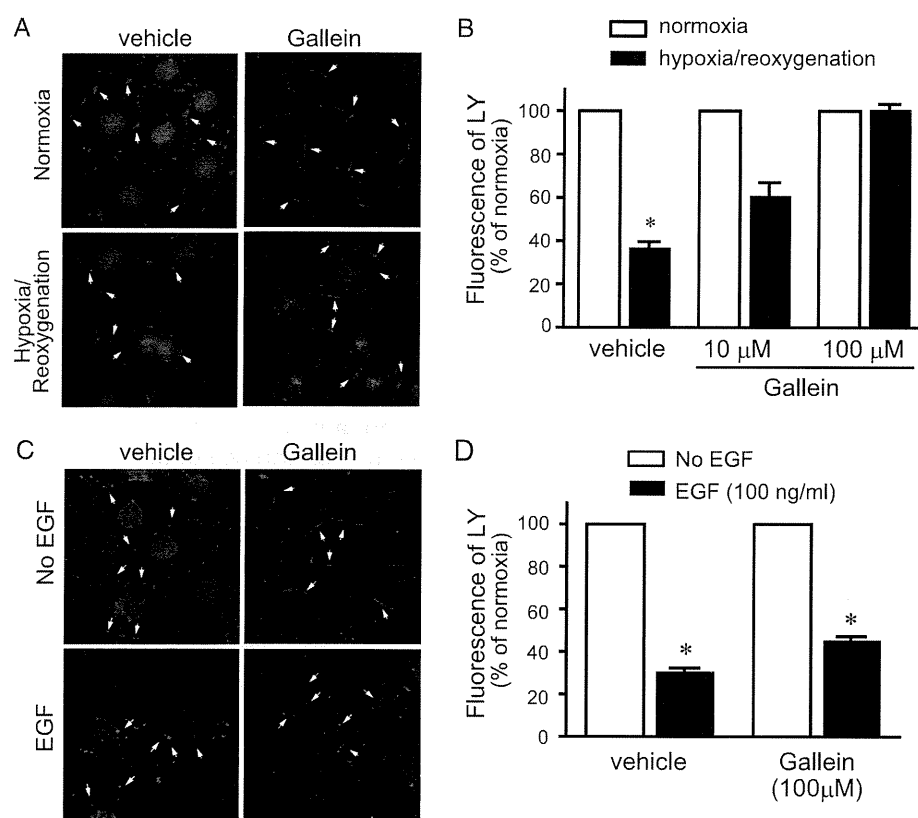 A
vehicle
Gallein
Normoxia
Hypoxia/
Reoxygenation
B
normoxia
hypoxia/reoxygenation
Fluorescence of LY
(% of normoxia)
100
80
60
40
20
0
*
vehicle
10 μM
100 μM
Gallein
C
vehicle
Gallein
No EGF
EGF
D
No EGF
EGF (100 ng/ml)
Fluorescence of LY
(% of normoxia)
100
80
60
40
20
0
*
*
vehicle
Gallein
(100μM)